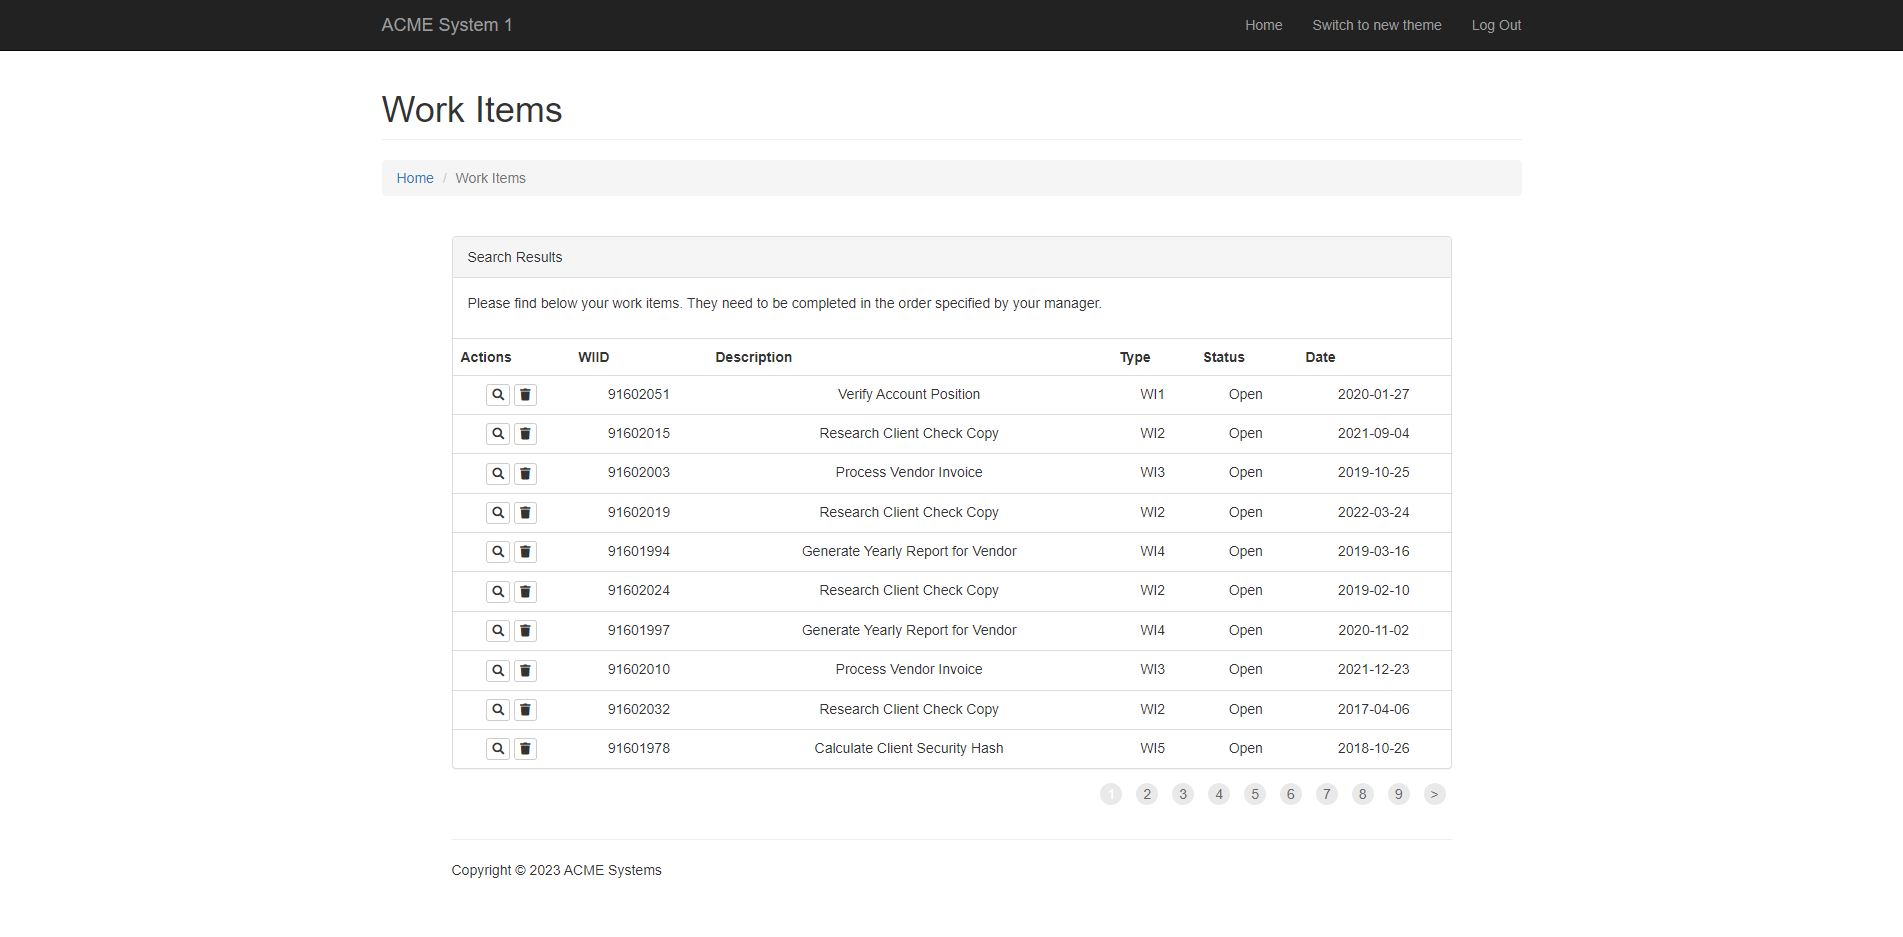 ACME System 1 Home Switch to new theme Log Out
Work Items
Home / Work Items
Search Results
Please find below your work items. They need to be completed in the order specified by your manager.
Actions WIID Description Type Status Date
91602051 Verify Account Position WI1 Open 2020-01-27
91602015 Research Client Check Copy WI2 Open 2021-09-04
91602003 Process Vendor Invoice WI3 Open 2019-10-25
91602019 Research Client Check Copy WI2 Open 2022-03-24
91601994 Generate Yearly Report for Vendor WI4 Open 2019-03-16
91602024 Research Client Check Copy WI2 Open 2019-02-10
91601997 Generate Yearly Report for Vendor WI4 Open 2020-11-02
91602010 Process Vendor Invoice WI3 Open 2021-12-23
91602032 Research Client Check Copy WI2 Open 2017-04-06
91601978 Calculate Client Security Hash WI5 Open 2018-10-26
1 2 3 4 5 6 7 8 9 >
Copyright © 2023 ACME Systems